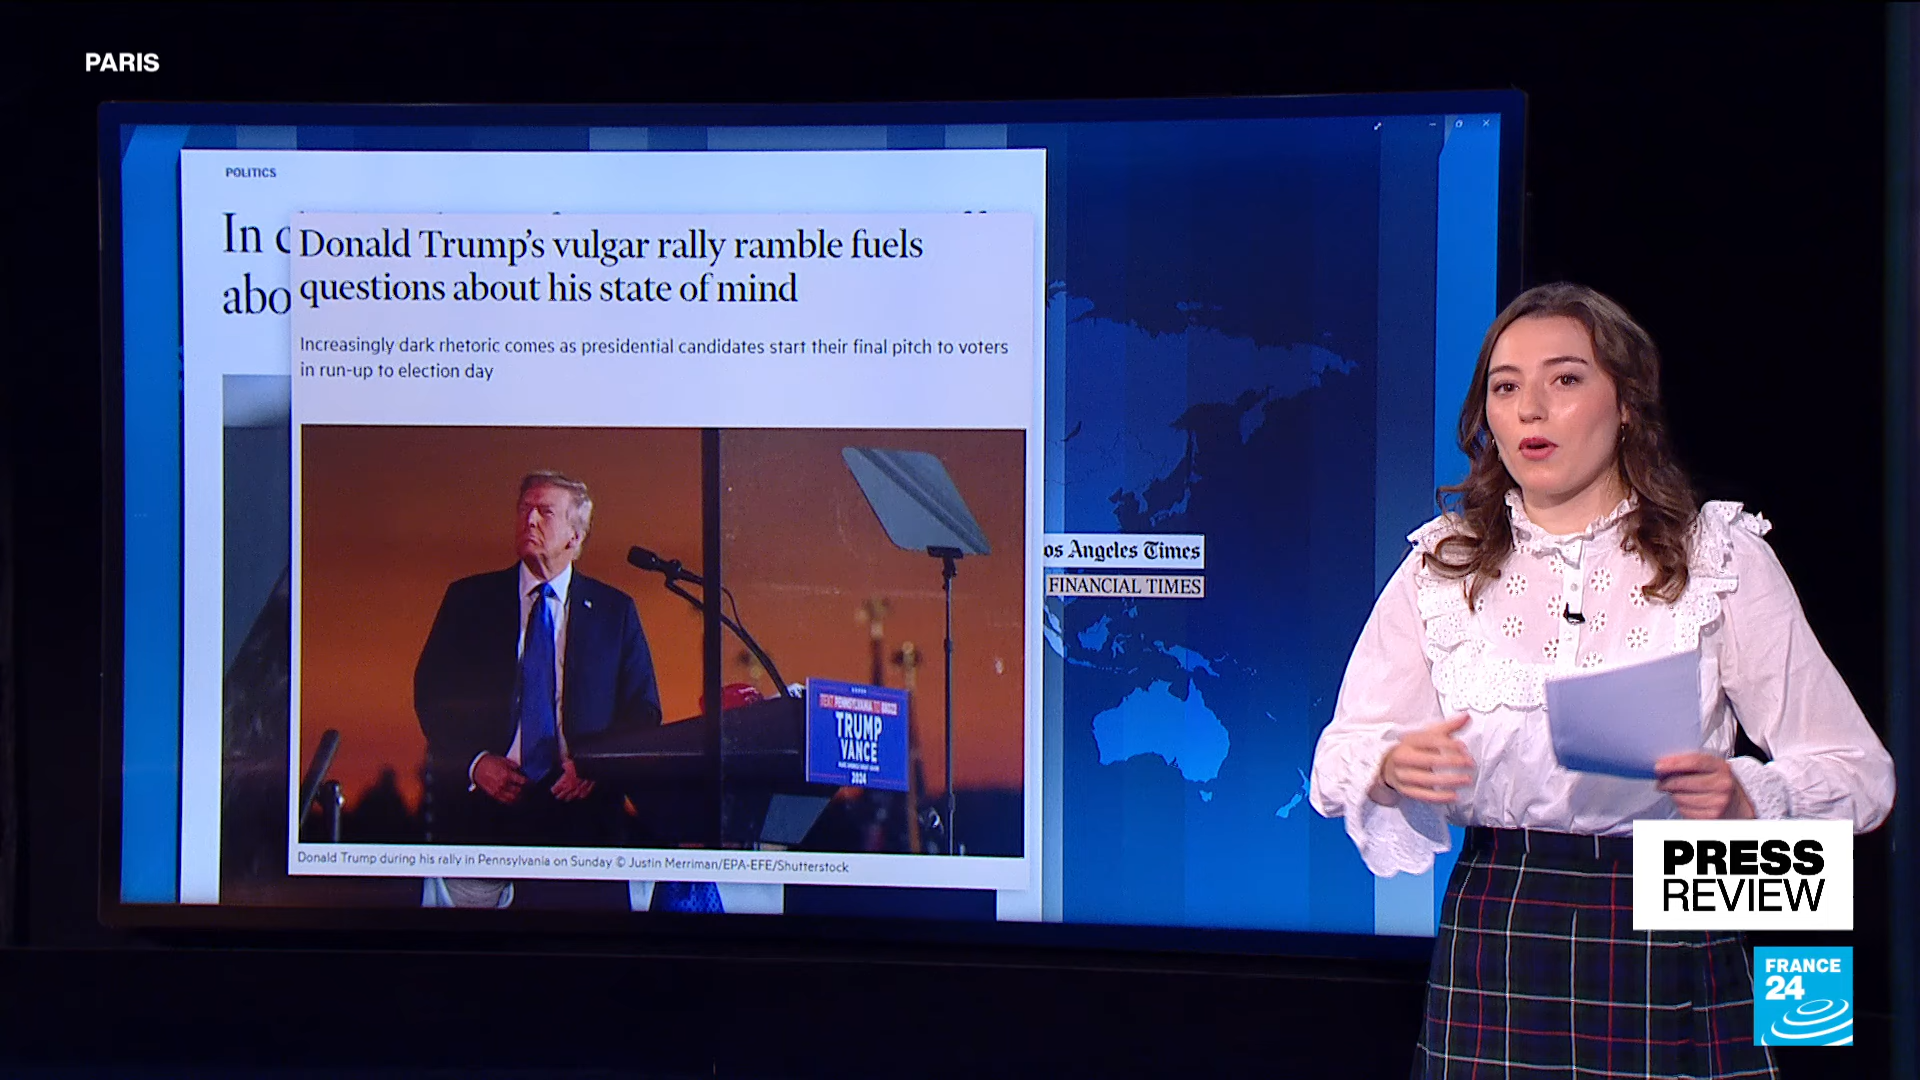 PARIS
POLITICS
In
abo
Donald Trump's vulgar rally ramble fuels
questions about his state of mind
Increasingly dark rhetoric comes as presidential candidates start their final pitch to voters
in run-up to election day
TRUMP
VANCE
2024
Donald Trump during his rally in Pennsylvania on Sunday © Justin Merriman/EPA-EFE/Shutterstock
os Angeles Times
FINANCIAL TIMES
PRESS
REVIEW
FRANCE
24